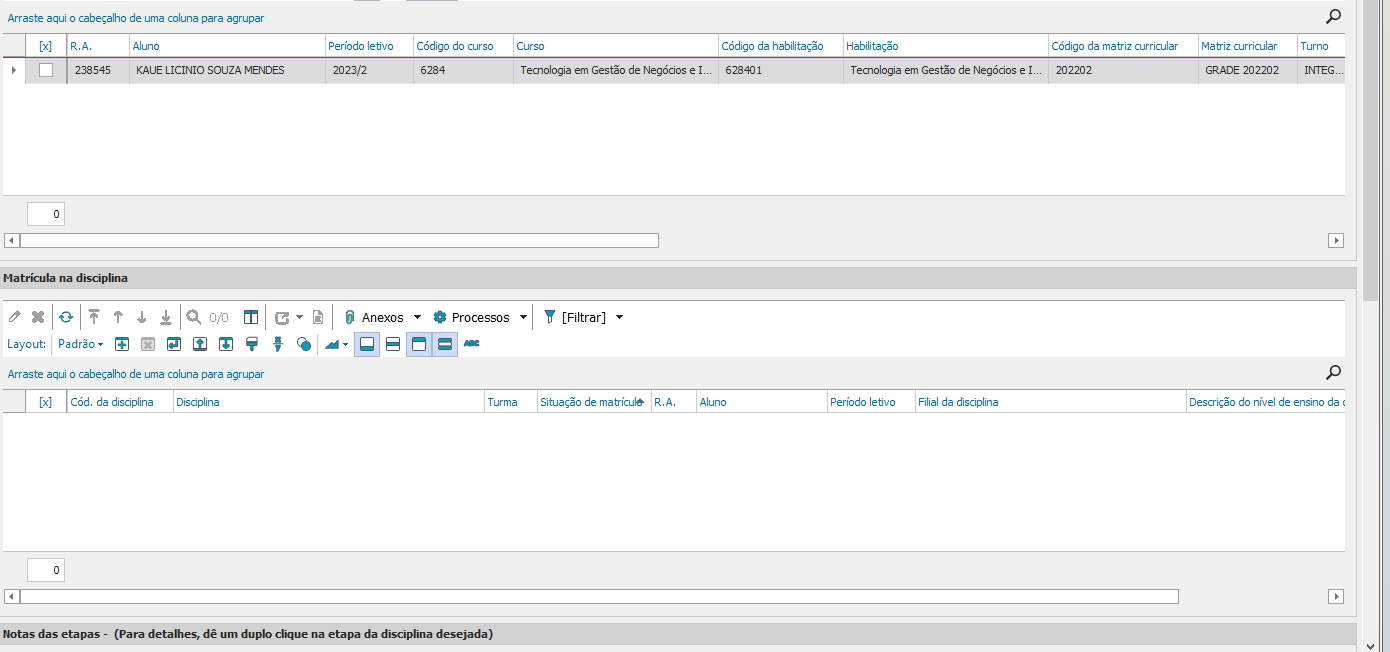 Arraste aqui o cabeçalho de uma coluna para agrupar
[x] R.A. Aluno Período letivo Código do curso Curso Código da habilitação Habilitação Código da matriz curricular Matriz curricular Turno
238545 KAUE LICINIO SOUZA MENDES 2023/2 6284 Tecnologia em Gestão de Negócios e I... 628401 Tecnologia em Gestão de Negócios e I... 202202 GRADE 202202 INTEG...
0
Matrícula na disciplina
0/0 Anexos Processos [Filtrar]
Layout: Padrão ABC
Arraste aqui o cabeçalho de uma coluna para agrupar
[x] Cód. da disciplina Disciplina Turma Situação de matrícula R.A. Aluno Período letivo Filial da disciplina Descrição do nível de ensino da
0
Notas das etapas - (Para detalhes, dê um duplo clique na etapa da disciplina desejada)